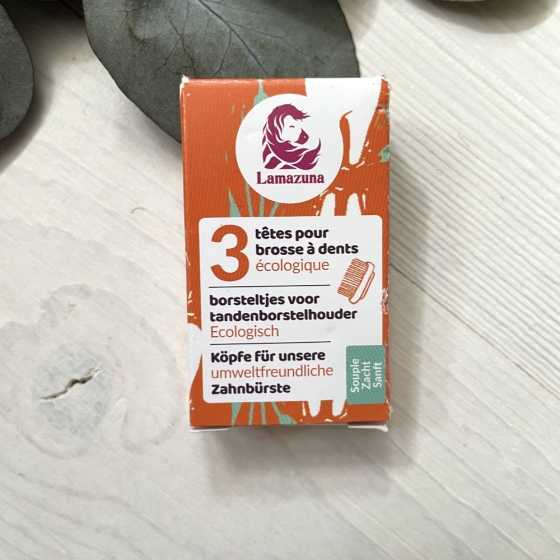 Lamazuna
3 têtes pour
brosse à dents
écologique
borsteltjes voor
tandenborstelhouder
Ecologisch
Köpfe für unsere
umweltfreundliche
Zahnbürste
Souple
Zacht
Sanft